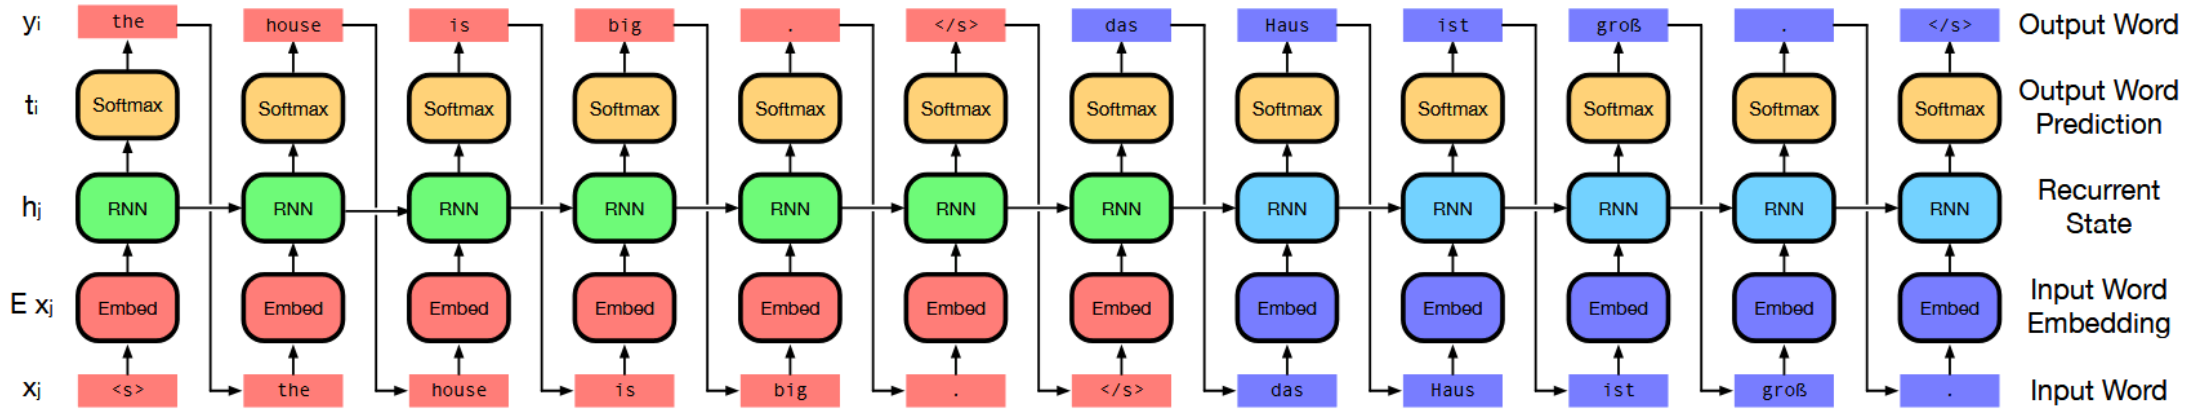 yi the house is big . </s> das Haus ist groß . </s> Output Word
ti Softmax Softmax Softmax Softmax Softmax Softmax Softmax Softmax Softmax Softmax Softmax Softmax Output Word
Prediction
hj RNN RNN RNN RNN RNN RNN RNN RNN RNN RNN RNN RNN Recurrent
State
E xj Embed Embed Embed Embed Embed Embed Embed Embed Embed Embed Embed Embed Input Word
Embedding
xj <s> the house is big . </s> das Haus ist groß . Input Word